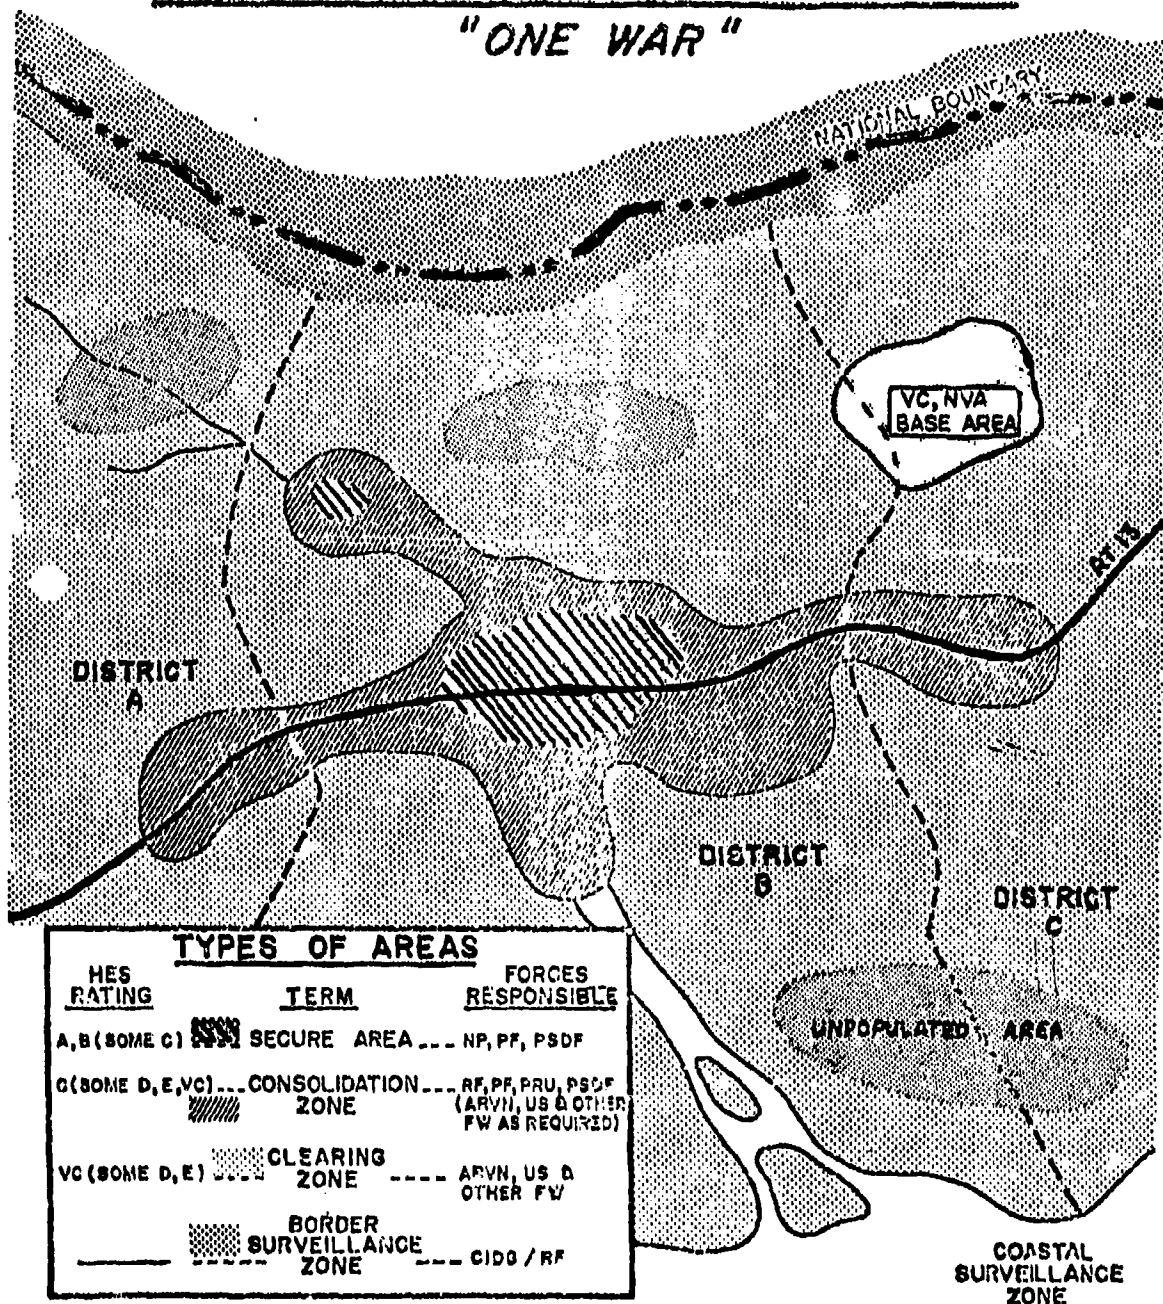 "ONE WAR"
NATIONAL BOUNDARY
VC, NVA
BASE AREA
RT 13
DISTRICT
A
DISTRICT
B
DISTRICT
C
UNPOPULATED AREA
TYPES OF AREAS
HES
RATING
TERM
FORCES
RESPONSIBLE
A, B (SOME C) SECURE AREA --- NP, PF, PSDF
C (SOME D, E, VC) --- CONSOLIDATION --- RF, PF, PRU, PSDF
ZONE (ARVN, US & OTHER
FW AS REQUIRED)
VC (SOME D, E) CLEARING
ZONE ---- ARVN, US &
OTHER FW
BORDER
SURVEILLANCE
ZONE --- CIDG / RF
COASTAL
SURVEILLANCE
ZONE